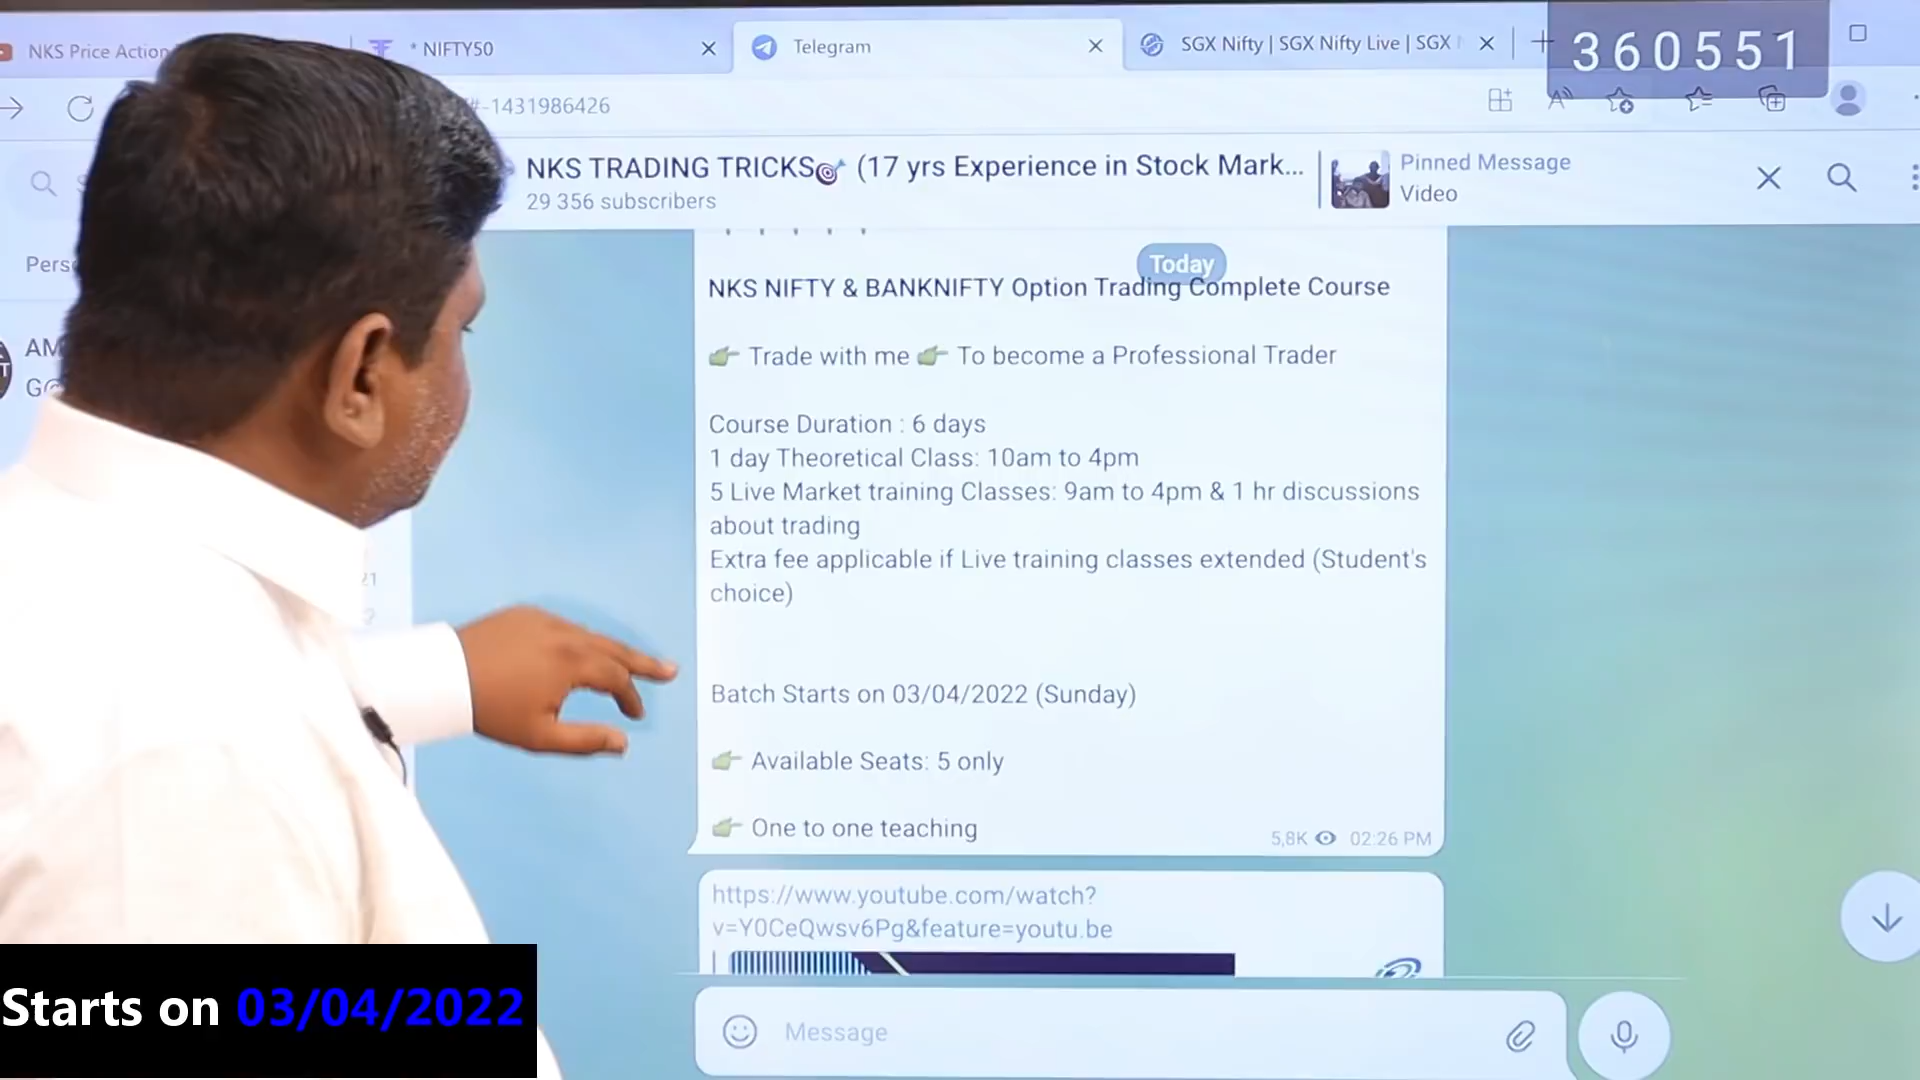 NKS Price Action
* NIFTY50
Telegram
SGX Nifty | SGX Nifty Live | SGX
360551
#-1431986426
NKS TRADING TRICKS🎯 (17 yrs Experience in Stock Mark...
29 356 subscribers
Pinned Message
Video
Today
NKS NIFTY & BANKNIFTY Option Trading Complete Course
👉 Trade with me 👉 To become a Professional Trader
Course Duration : 6 days
1 day Theoretical Class: 10am to 4pm
5 Live Market training Classes: 9am to 4pm & 1 hr discussions
about trading
Extra fee applicable if Live training classes extended (Student's
choice)
Batch Starts on 03/04/2022 (Sunday)
👉 Available Seats: 5 only
👉 One to one teaching
5,8K 02:26 PM
https://www.youtube.com/watch?
v=Y0CeQwsv6Pg&feature=youtu.be
Message
Pers
AM
Starts on 03/04/2022